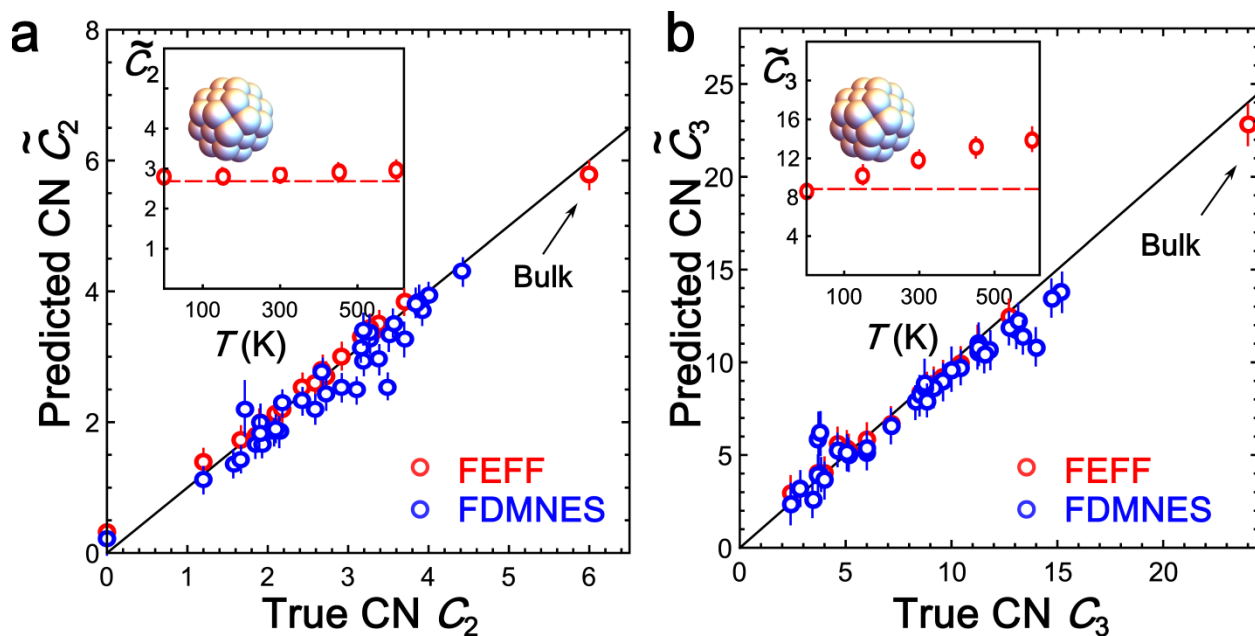 a
8
6
4
2
0
0
1
2
3
4
5
6
Predicted CN C̃₂
True CN C₂
C̃₂
4
3
2
1
100
300
500
T (K)
Bulk
FEFF
FDMNES
b
25
20
15
10
5
0
0
5
10
15
20
Predicted CN C̃₃
True CN C₃
C̃₃
16
12
8
4
100
300
500
T (K)
Bulk
FEFF
FDMNES